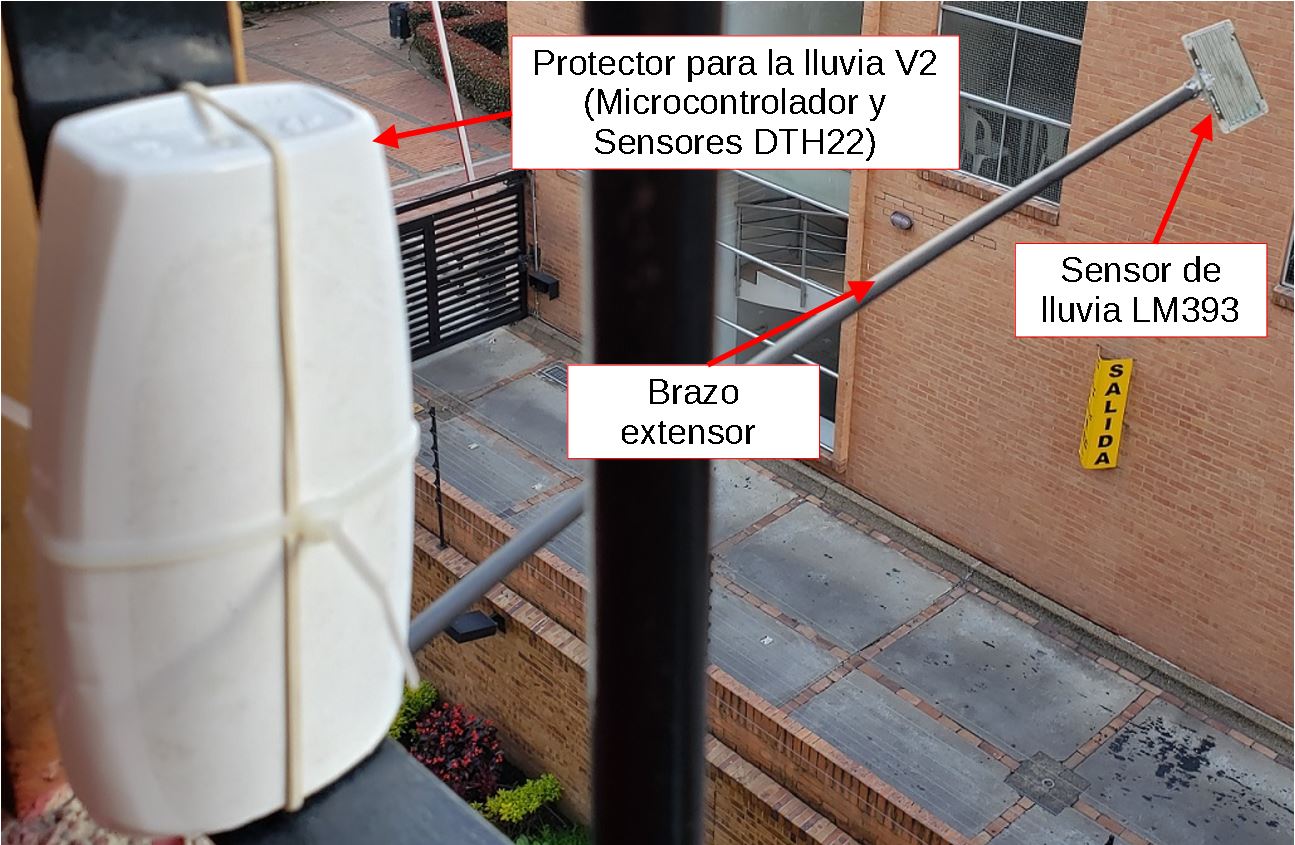 Protector para la lluvia V2
(Microcontrolador y
Sensores DTH22)
Sensor de
lluvia LM393
Brazo
extensor
SALIDA